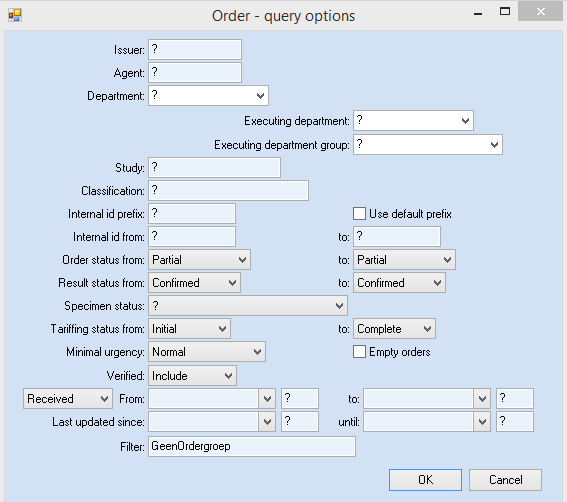 Order - query options
Issuer: ?
Agent: ?
Department: ?
Executing department: ?
Executing department group: ?
Study: ?
Classification: ?
Internal id prefix: ? Use default prefix
Internal id from: ? to: ?
Order status from: Partial to: Partial
Result status from: Confirmed to: Confirmed
Specimen status: ?
Tariffing status from: Initial to: Complete
Minimal urgency: Normal Empty orders
Verified: Include
Received From: ? to: ?
Last updated since: ? until: ?
Filter: GeenOrdergroep
OK Cancel